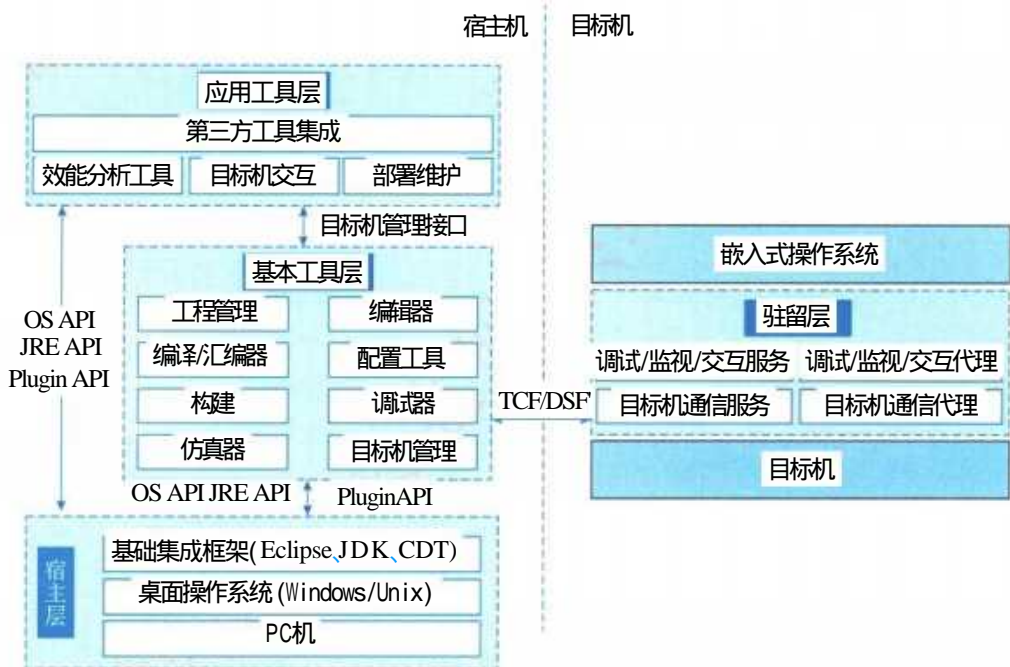 宿主机
目标机
应用工具层
第三方工具集成
效能分析工具
目标机交互
部署维护
目标机管理接口
基本工具层
工程管理
编辑器
编译/汇编器
配置工具
构建
调式器
仿真器
目标机管理
OS API
JRE API
Plugin API
OS API JRE API
PluginAPI
宿主层
基础集成框架(Eclipse、JDK、CDT)
桌面操作系统(Windows/Unix)
PC机
TCF/DSF
嵌入式操作系统
驻留层
调试/监视/交互服务
调试/监视/交互代理
目标机通信服务
目标机通信代理
目标机